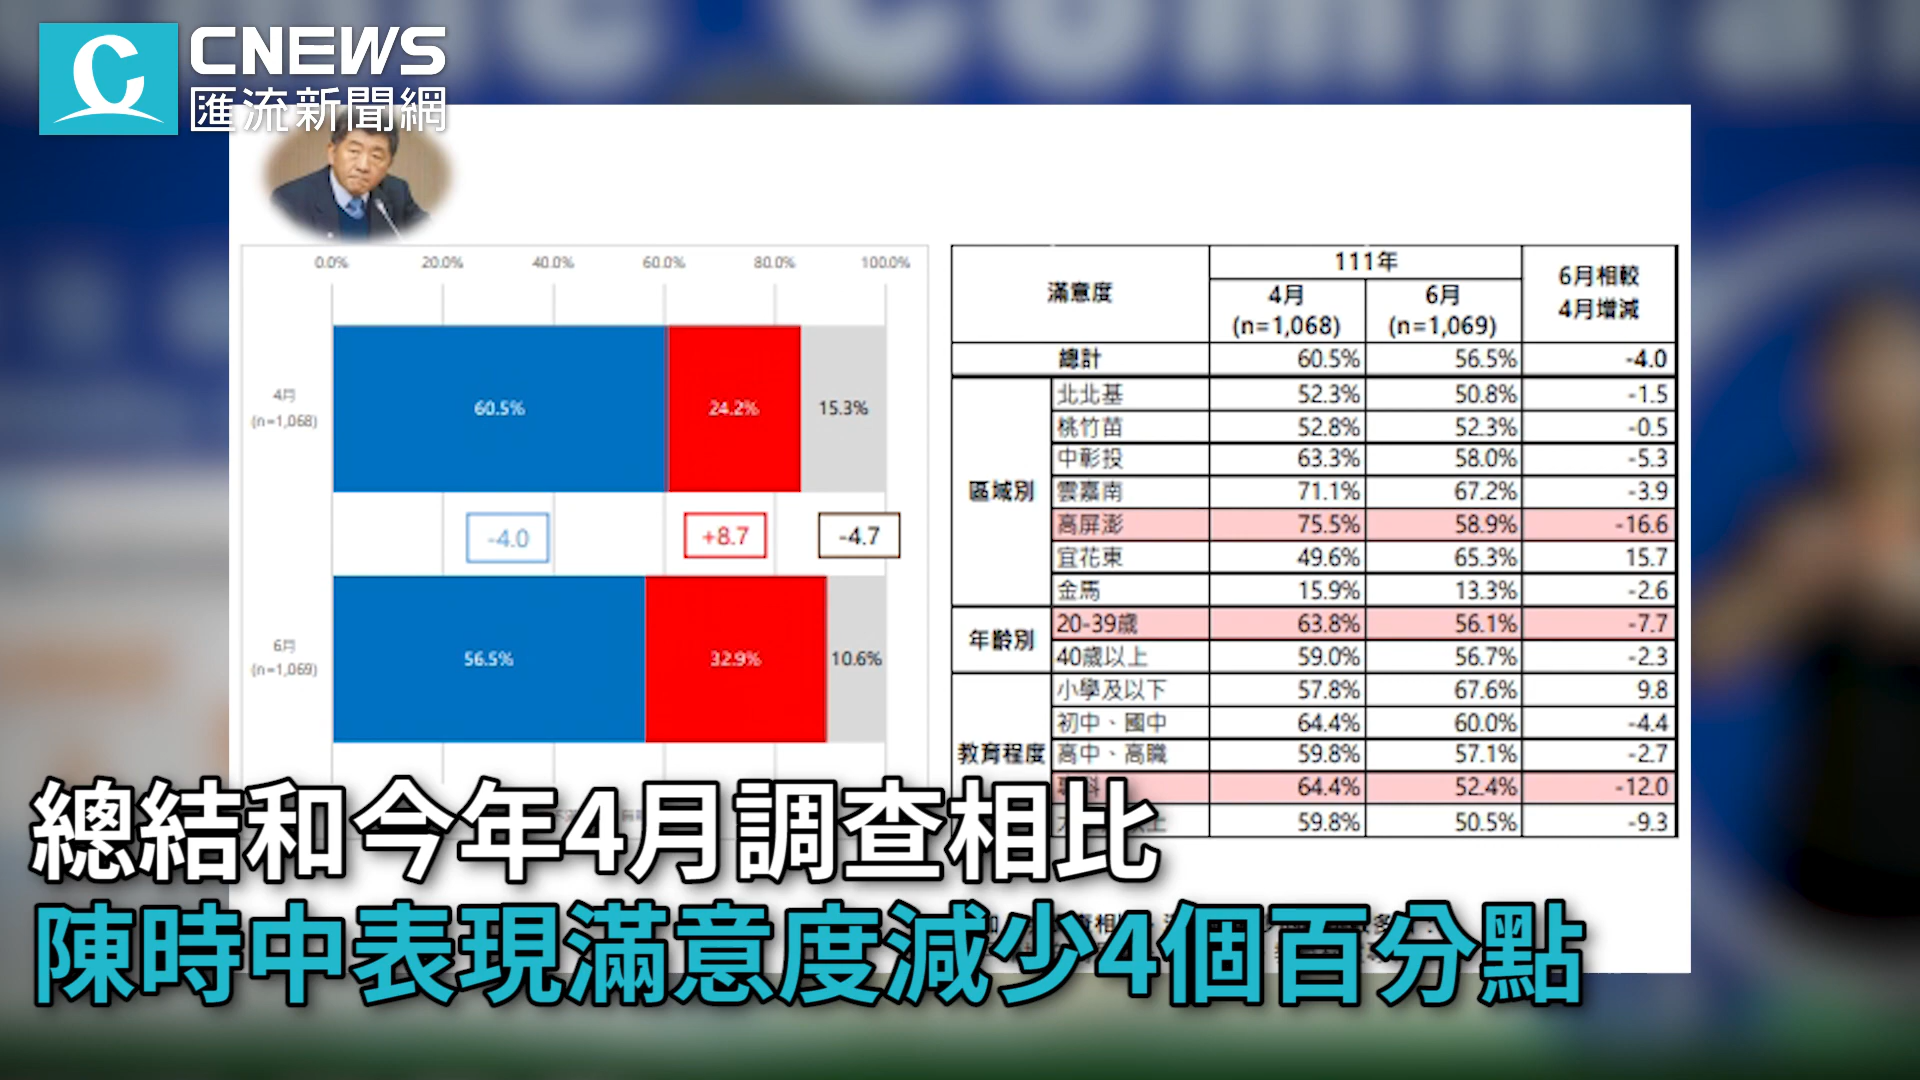 CNEWS
匯流新聞網
0.0% 20.0% 40.0% 60.0% 80.0% 100.0%
4月
(n=1,068)
60.5% 24.2% 15.3%
-4.0 +8.7 -4.7
6月
(n=1,069)
56.5% 32.9% 10.6%
滿意度 111年 6月相較
4月增減
4月 6月
(n=1,068) (n=1,069)
總計 60.5% 56.5% -4.0
區域別
北北基 52.3% 50.8% -1.5
桃竹苗 52.8% 52.3% -0.5
中彰投 63.3% 58.0% -5.3
雲嘉南 71.1% 67.2% -3.9
高屏澎 75.5% 58.9% -16.6
宜花東 49.6% 65.3% 15.7
金馬 15.9% 13.3% -2.6
年齡別
20-39歲 63.8% 56.1% -7.7
40歲以上 59.0% 56.7% -2.3
教育程度
小學及以下 57.8% 67.6% 9.8
初中、國中 64.4% 60.0% -4.4
高中、高職 59.8% 57.1% -2.7
64.4% 52.4% -12.0
59.8% 50.5% -9.3
總結和今年4月調查相比
陳時中表現滿意度減少4個百分點